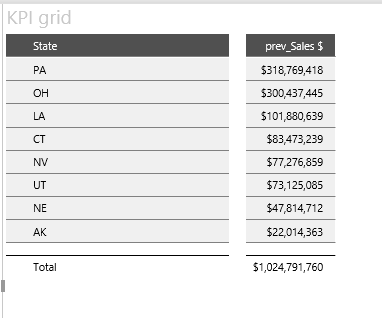 KPI grid
State prev_Sales $
PA $318,769,418
OH $300,437,445
LA $101,880,639
CT $83,473,239
NV $77,276,859
UT $73,125,085
NE $47,814,712
AK $22,014,363
Total $1,024,791,760